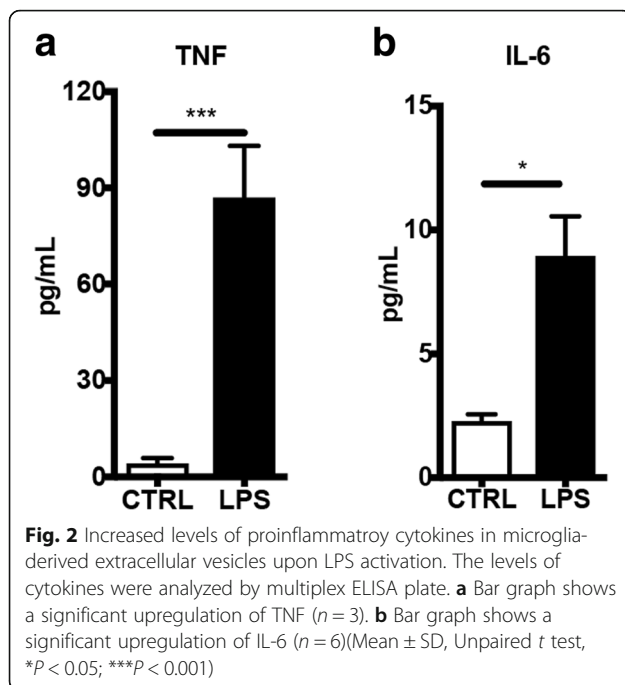 a
TNF
120
90
60
30
0
pg/mL
***
CTRL LPS
b
IL-6
15
10
5
0
pg/mL
*
CTRL LPS
Fig. 2 Increased levels of proinflammatroy cytokines in microglia-
derived extracellular vesicles upon LPS activation. The levels of
cytokines were analyzed by multiplex ELISA plate. a Bar graph shows
a significant upregulation of TNF (n = 3). b Bar graph shows a
significant upregulation of IL-6 (n = 6)(Mean ± SD, Unpaired t test,
*P < 0.05; ***P < 0.001)